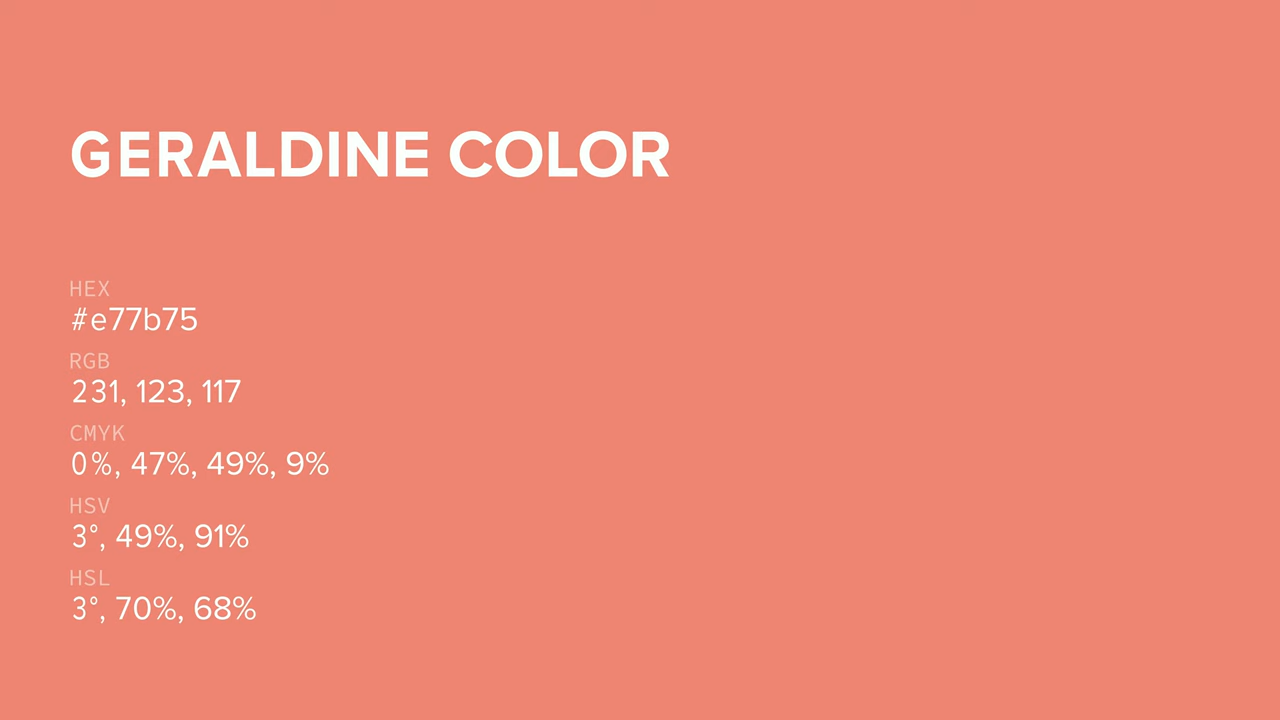 GERALDINE COLOR
HEX
#e77b75
RGB
231, 123, 117
CMYK
0%, 47%, 49%, 9%
HSV
3°, 49%, 91%
HSL
3°, 70%, 68%